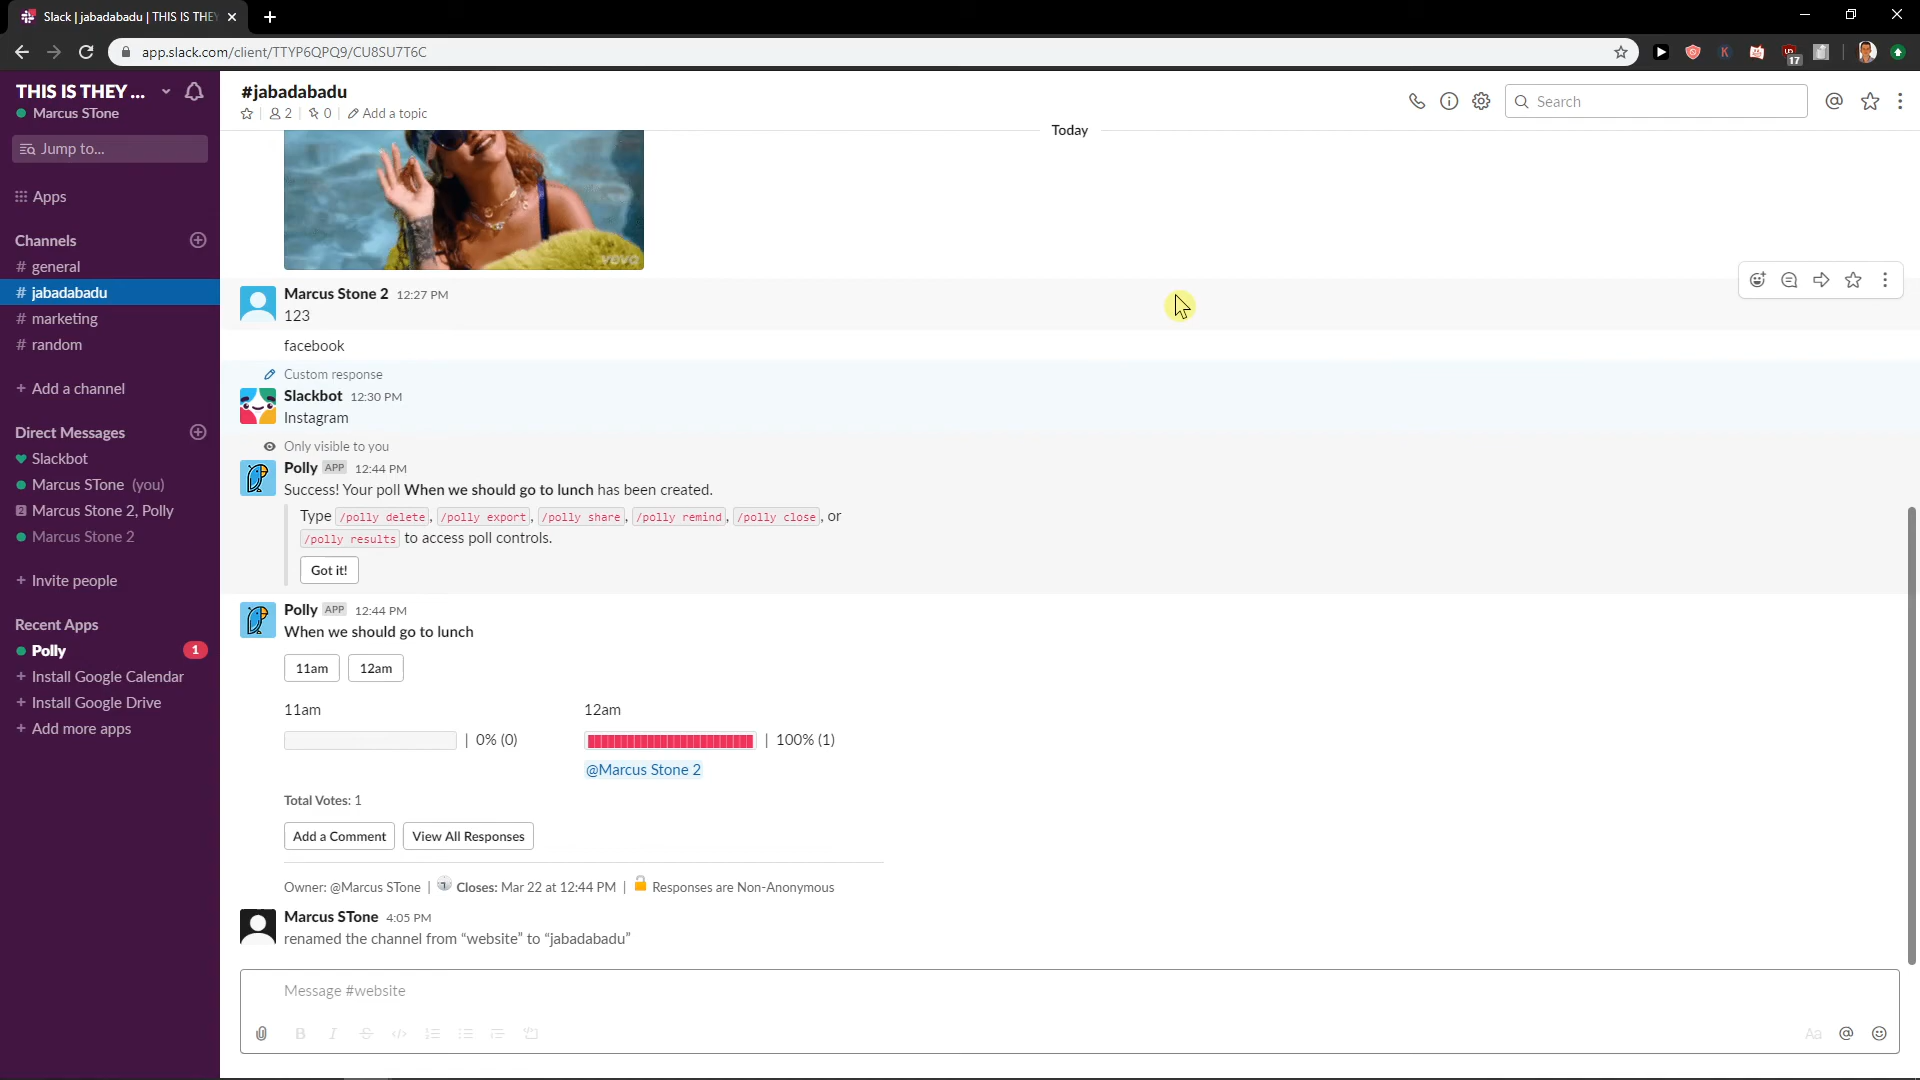 Slack | jabadabadu | THIS IS THEY
app.slack.com/client/TTYP6QPQ9/CU8SU7T6C
17
THIS IS THEY ...
Marcus STone
Jump to...
Apps
Channels
# general
# jabadabadu
# marketing
# random
+ Add a channel
Direct Messages
Slackbot
Marcus STone (you)
2 Marcus Stone 2, Polly
Marcus Stone 2
+ Invite people
Recent Apps
Polly 1
+ Install Google Calendar
+ Install Google Drive
+ Add more apps
#jabadabadu
2 | 0 | Add a topic
Search
Today
vevo
Marcus Stone 2 12:27 PM
123
facebook
Custom response
Slackbot 12:30 PM
Instagram
Only visible to you
Polly APP 12:44 PM
Success! Your poll When we should go to lunch has been created.
Type /polly delete, /polly export, /polly share, /polly remind, /polly close, or
/polly results to access poll controls.
Got it!
Polly APP 12:44 PM
When we should go to lunch
11am 12am
11am 12am
| 0% (0) | 100% (1)
@Marcus Stone 2
Total Votes: 1
Add a Comment View All Responses
Owner: @Marcus STone | Closes: Mar 22 at 12:44 PM | Responses are Non-Anonymous
Marcus STone 4:05 PM
renamed the channel from “website” to “jabadabadu”
Message #website
B I S Aa @